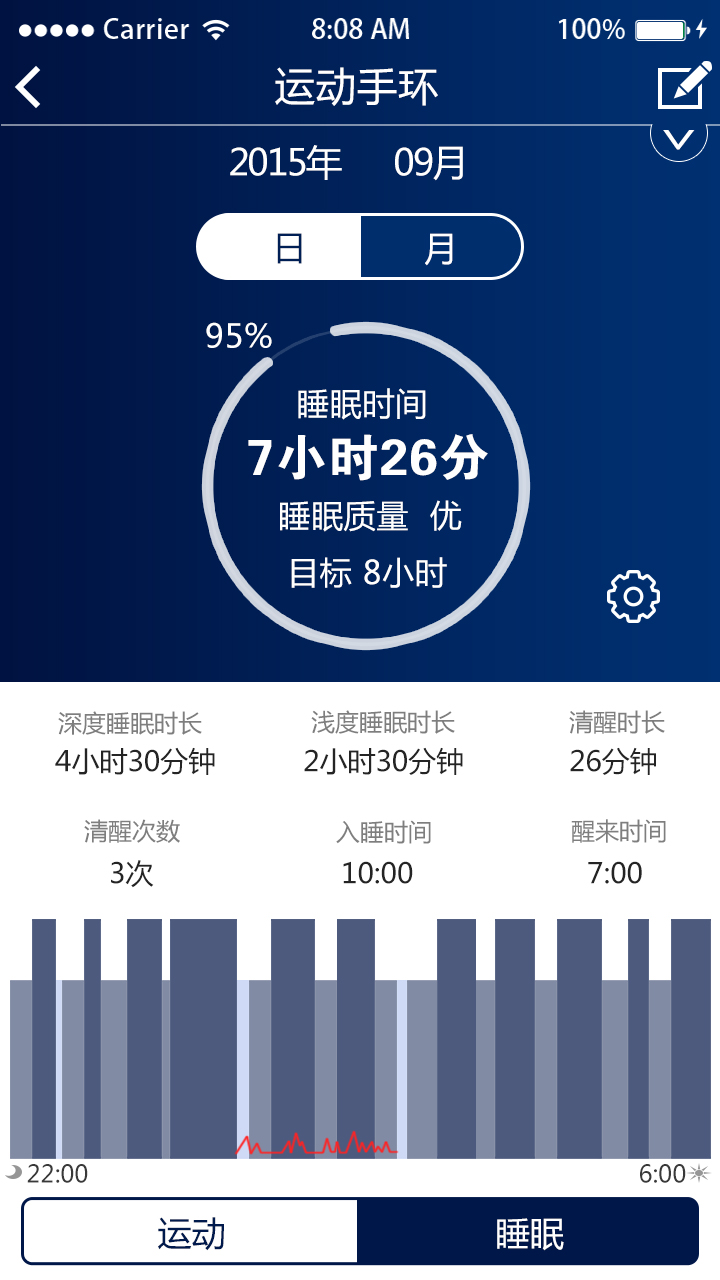 Carrier 8:08 AM 100%
运动手环
2015年 09月
日 月
95%
睡眠时间
7小时26分
睡眠质量 优
目标 8小时
深度睡眠时长 浅度睡眠时长 清醒时长
4小时30分钟 2小时30分钟 26分钟
清醒次数 入睡时间 醒来时间
3次 10:00 7:00
22:00 6:00
运动 睡眠